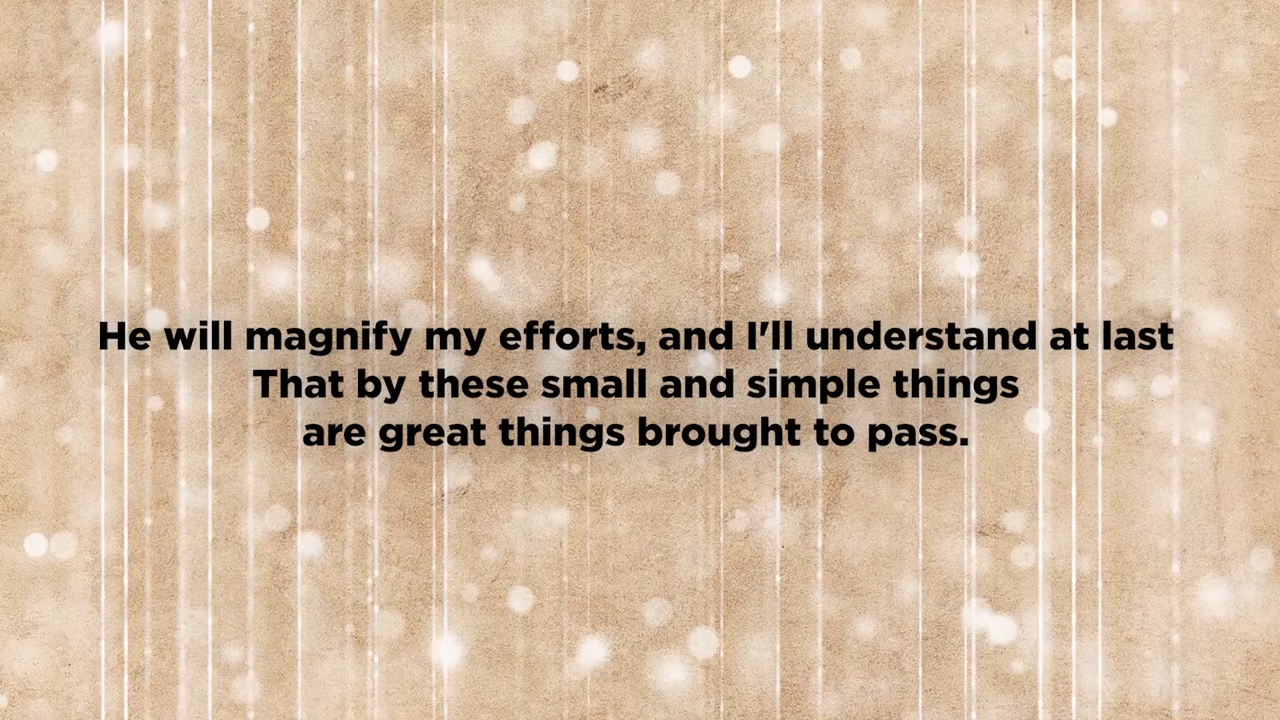 He will magnify my efforts, and I'll understand at last
That by these small and simple things
are great things brought to pass.